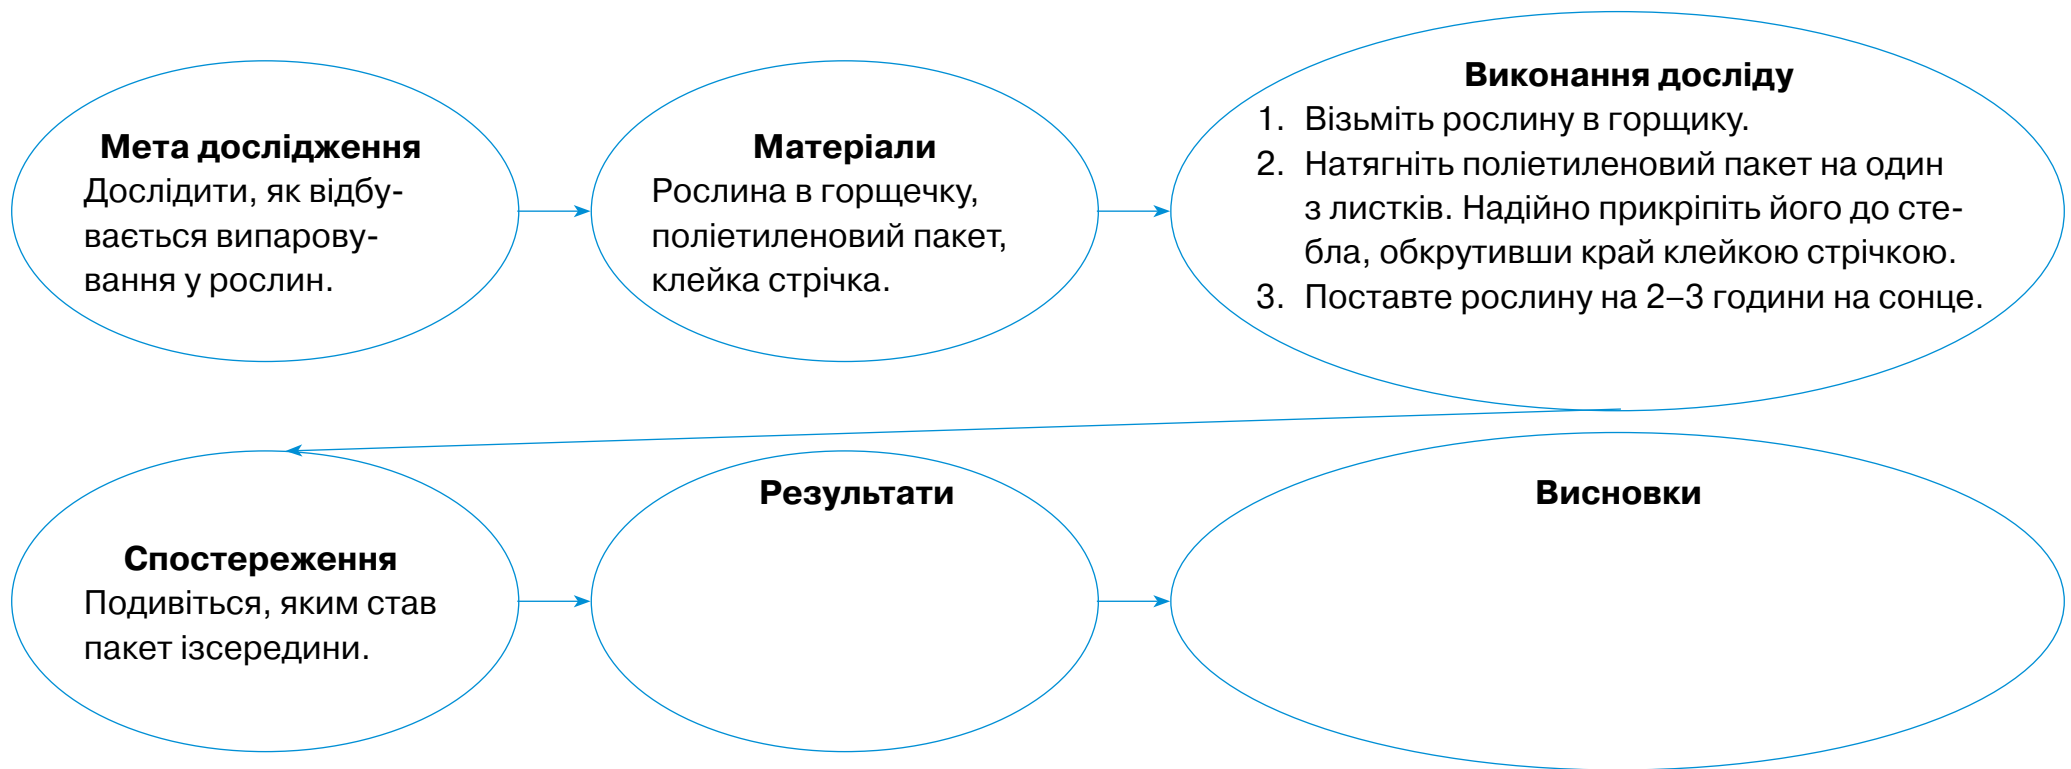 Мета дослідження
Дослідити, як відбу-
вається випарову-
вання у рослин.
Матеріали
Рослина в горщечку,
поліетиленовий пакет,
клейка стрічка.
Виконання досліду
1. Візьміть рослину в горщику.
2. Натягніть поліетиленовий пакет на один
з листків. Надійно прикріпіть його до сте-
бла, обкрутивши край клейкою стрічкою.
3. Поставте рослину на 2–3 години на сонце.
Спостереження
Подивіться, яким став
пакет ізсередини.
Результати
Висновки